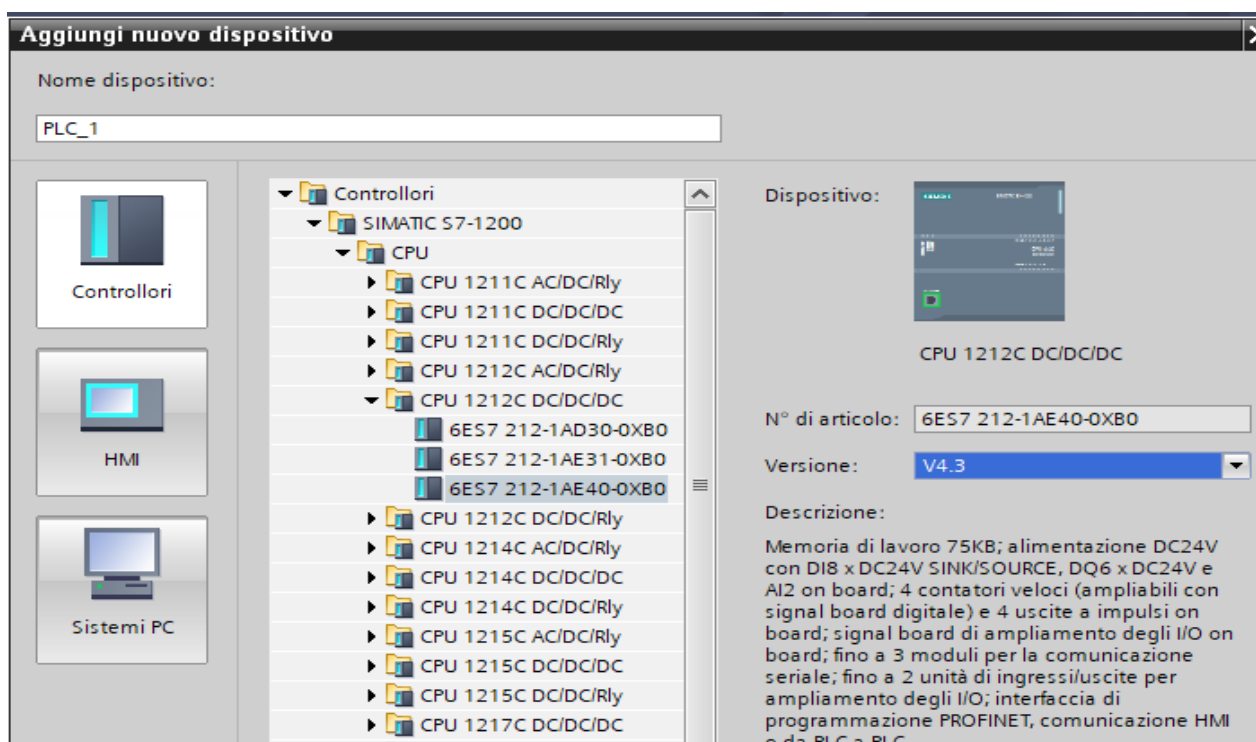 Aggiungi nuovo dispositivo
Nome dispositivo:
PLC_1
Controllori
HMI
Sistemi PC
Controllori
SIMATIC S7-1200
CPU
CPU 1211C AC/DC/Rly
CPU 1211C DC/DC/DC
CPU 1211C DC/DC/Rly
CPU 1212C AC/DC/Rly
CPU 1212C DC/DC/DC
6ES7 212-1AD30-0XB0
6ES7 212-1AE31-0XB0
6ES7 212-1AE40-0XB0
CPU 1212C DC/DC/Rly
CPU 1214C AC/DC/Rly
CPU 1214C DC/DC/DC
CPU 1214C DC/DC/Rly
CPU 1215C AC/DC/Rly
CPU 1215C DC/DC/DC
CPU 1215C DC/DC/Rly
CPU 1217C DC/DC/DC
Dispositivo:
CPU 1212C DC/DC/DC
N° di articolo:
6ES7 212-1AE40-0XB0
Versione:
V4.3
Descrizione:
Memoria di lavoro 75KB; alimentazione DC24V
con DI8 x DC24V SINK/SOURCE, DQ6 x DC24V e
AI2 on board; 4 contatori veloci (ampliabili con
signal board digitale) e 4 uscite a impulsi on
board; signal board di ampliamento degli I/O on
board; fino a 3 moduli per la comunicazione
seriale; fino a 2 unità di ingressi/uscite per
ampliamento degli I/O; interfaccia di
programmazione PROFINET, comunicazione HMI
e da PLC a PLC